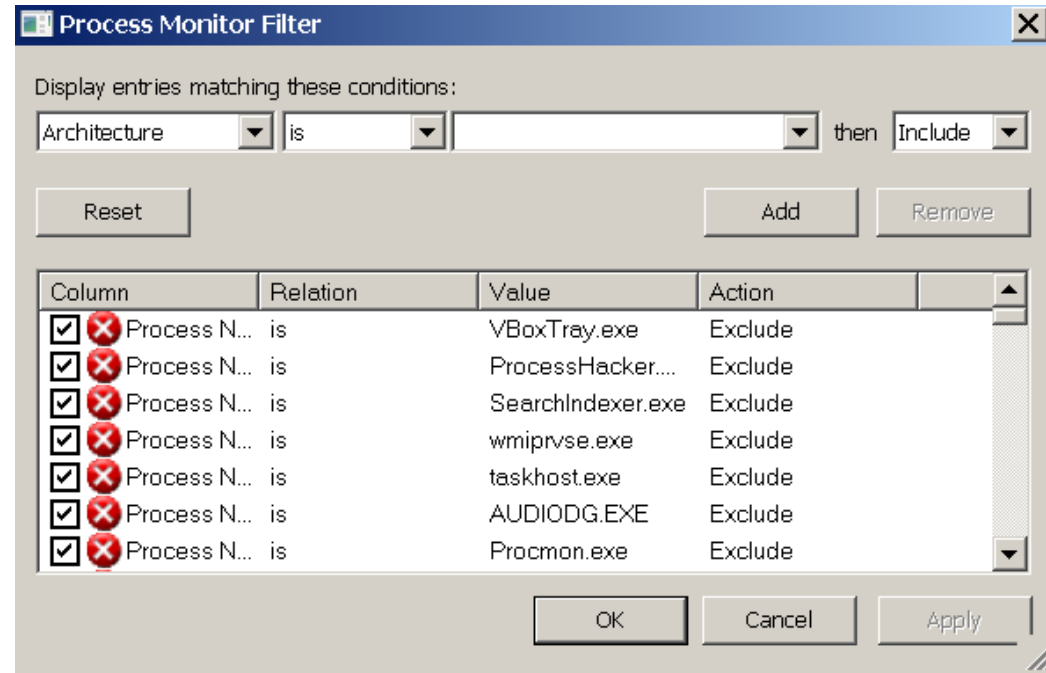 Process Monitor Filter
Display entries matching these conditions:
Architecture is then Include
Reset Add Remove
Column Relation Value Action
Process N... is VBoxTray.exe Exclude
Process N... is ProcessHacker.... Exclude
Process N... is SearchIndexer.exe Exclude
Process N... is wmiprvse.exe Exclude
Process N... is taskhost.exe Exclude
Process N... is AUDIODG.EXE Exclude
Process N... is Procmon.exe Exclude
OK Cancel Apply